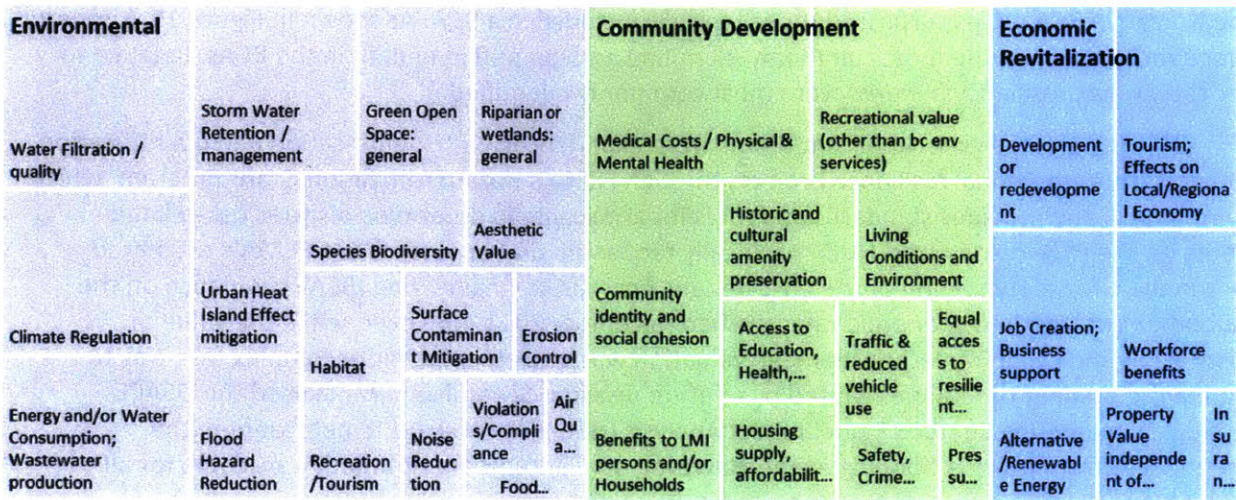 Environmental
Water Filtration /
quality
Storm Water
Retention /
management
Green Open
Space:
general
Riparian or
wetlands:
general
Climate Regulation
Urban Heat
Island Effect
mitigation
Species Biodiversity
Aesthetic
Value
Habitat
Surface
Contaminan
t Mitigation
Erosion
Control
Energy and/or Water
Consumption;
Wastewater
production
Flood
Hazard
Reduction
Recreation
/Tourism
Noise
Reduc
tion
Violation
s/Compli
ance
Air
Qu
a...
Food...
Community Development
Medical Costs / Physical &
Mental Health
Recreational value
(other than bc env
services)
Community
identity and
social cohesion
Historic and
cultural
amenity
preservation
Living
Conditions and
Environment
Access to
Education,
Health,...
Traffic &
reduced
vehicle
use
Equal
acces
s to
resilie
nt...
Benefits to LMI
persons and/or
Households
Housing
supply,
affordabilit...
Safety,
Crime...
Pres
su...
Economic
Revitalization
Development
or
redevelopme
nt
Tourism;
Effects on
Local/Regiona
l Economy
Job Creation;
Business
support
Workforce
benefits
Alternative
/Renewabl
e Energy
Property
Value
independe
nt of...
In
su
ra
n...